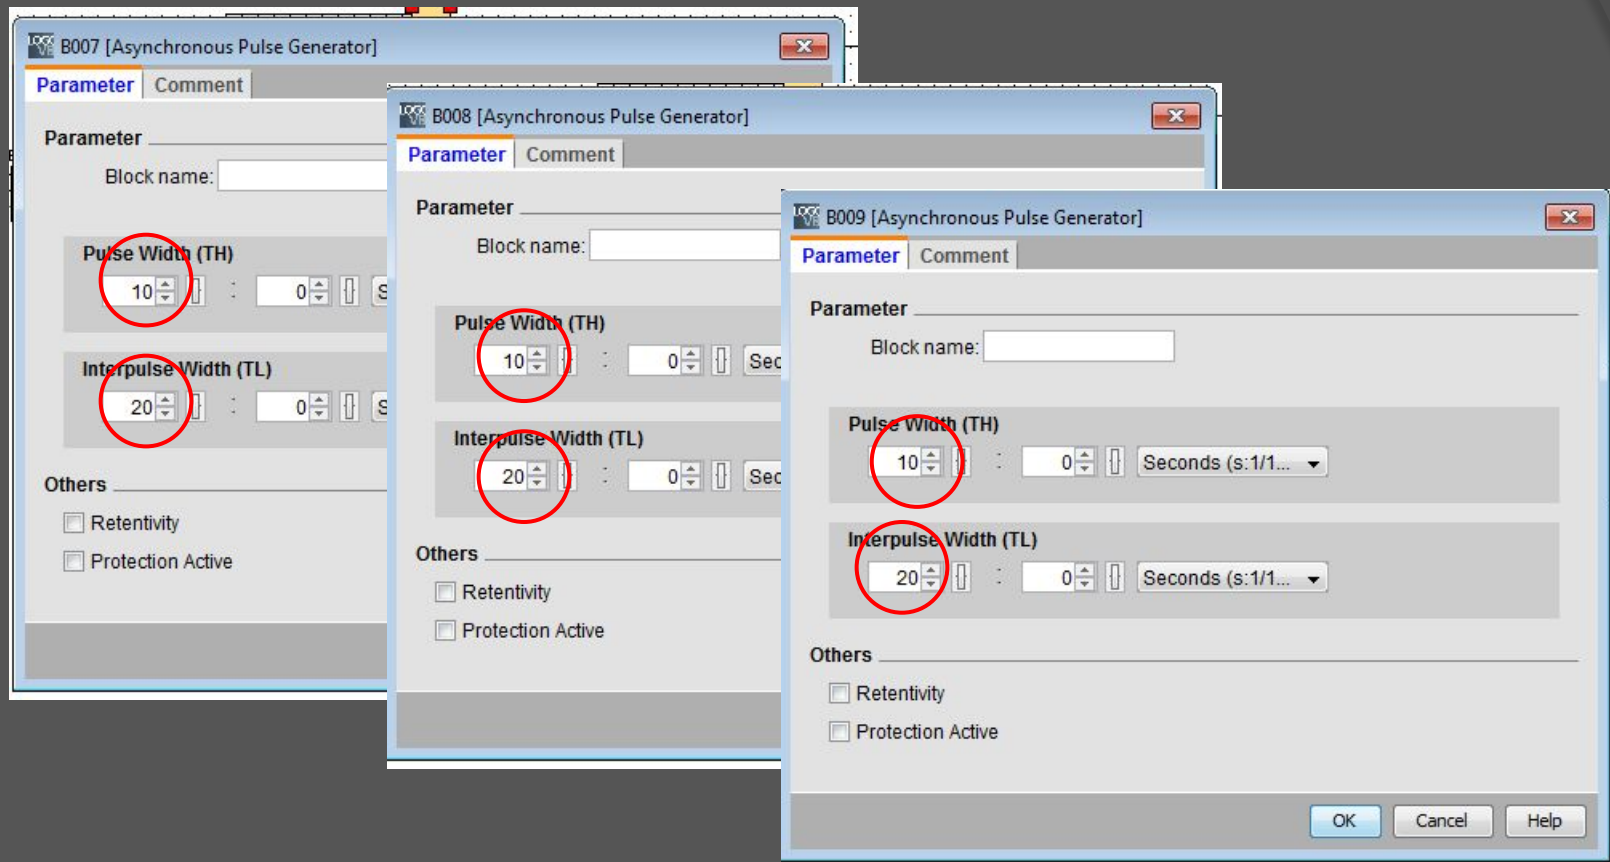 B007 [Asynchronous Pulse Generator]
Parameter Comment
Parameter
Block name:
Pulse Width (TH)
10 : 0 S
Interpulse Width (TL)
20 : 0 S
Others
Retentivity
Protection Active
B008 [Asynchronous Pulse Generator]
Parameter Comment
Parameter
Block name:
Pulse Width (TH)
10 : 0 Sec
Interpulse Width (TL)
20 : 0 Sec
Others
Retentivity
Protection Active
B009 [Asynchronous Pulse Generator]
Parameter Comment
Parameter
Block name:
Pulse Width (TH)
10 : 0 Seconds (s:1/1...
Interpulse Width (TL)
20 : 0 Seconds (s:1/1...
Others
Retentivity
Protection Active
OK Cancel Help